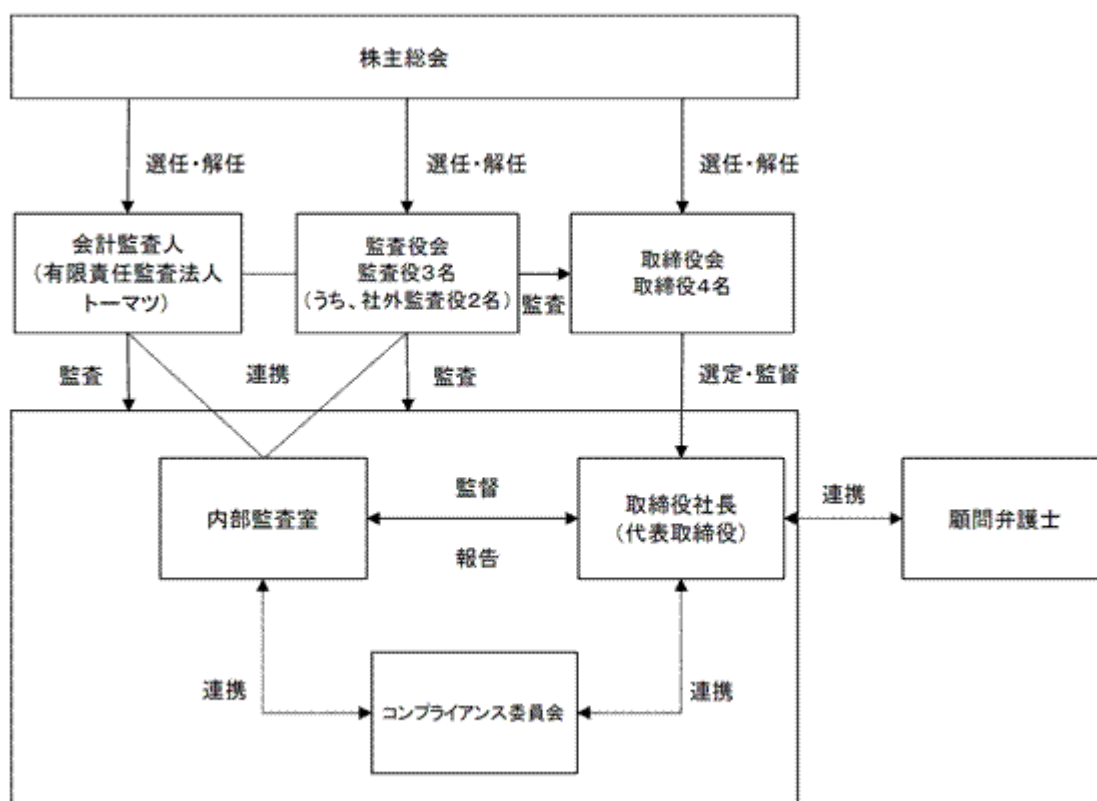 株主総会
選任・解任
選任・解任
選任・解任
会計監査人
(有限責任監査法人
トーマツ)
監査役会
監査役3名
(うち、社外監査役2名)
監査
取締役会
取締役4名
監査
連携
監査
選定・監督
内部監査室
監督
報告
取締役社長
(代表取締役)
連携
顧問弁護士
連携
コンプライアンス委員会
連携